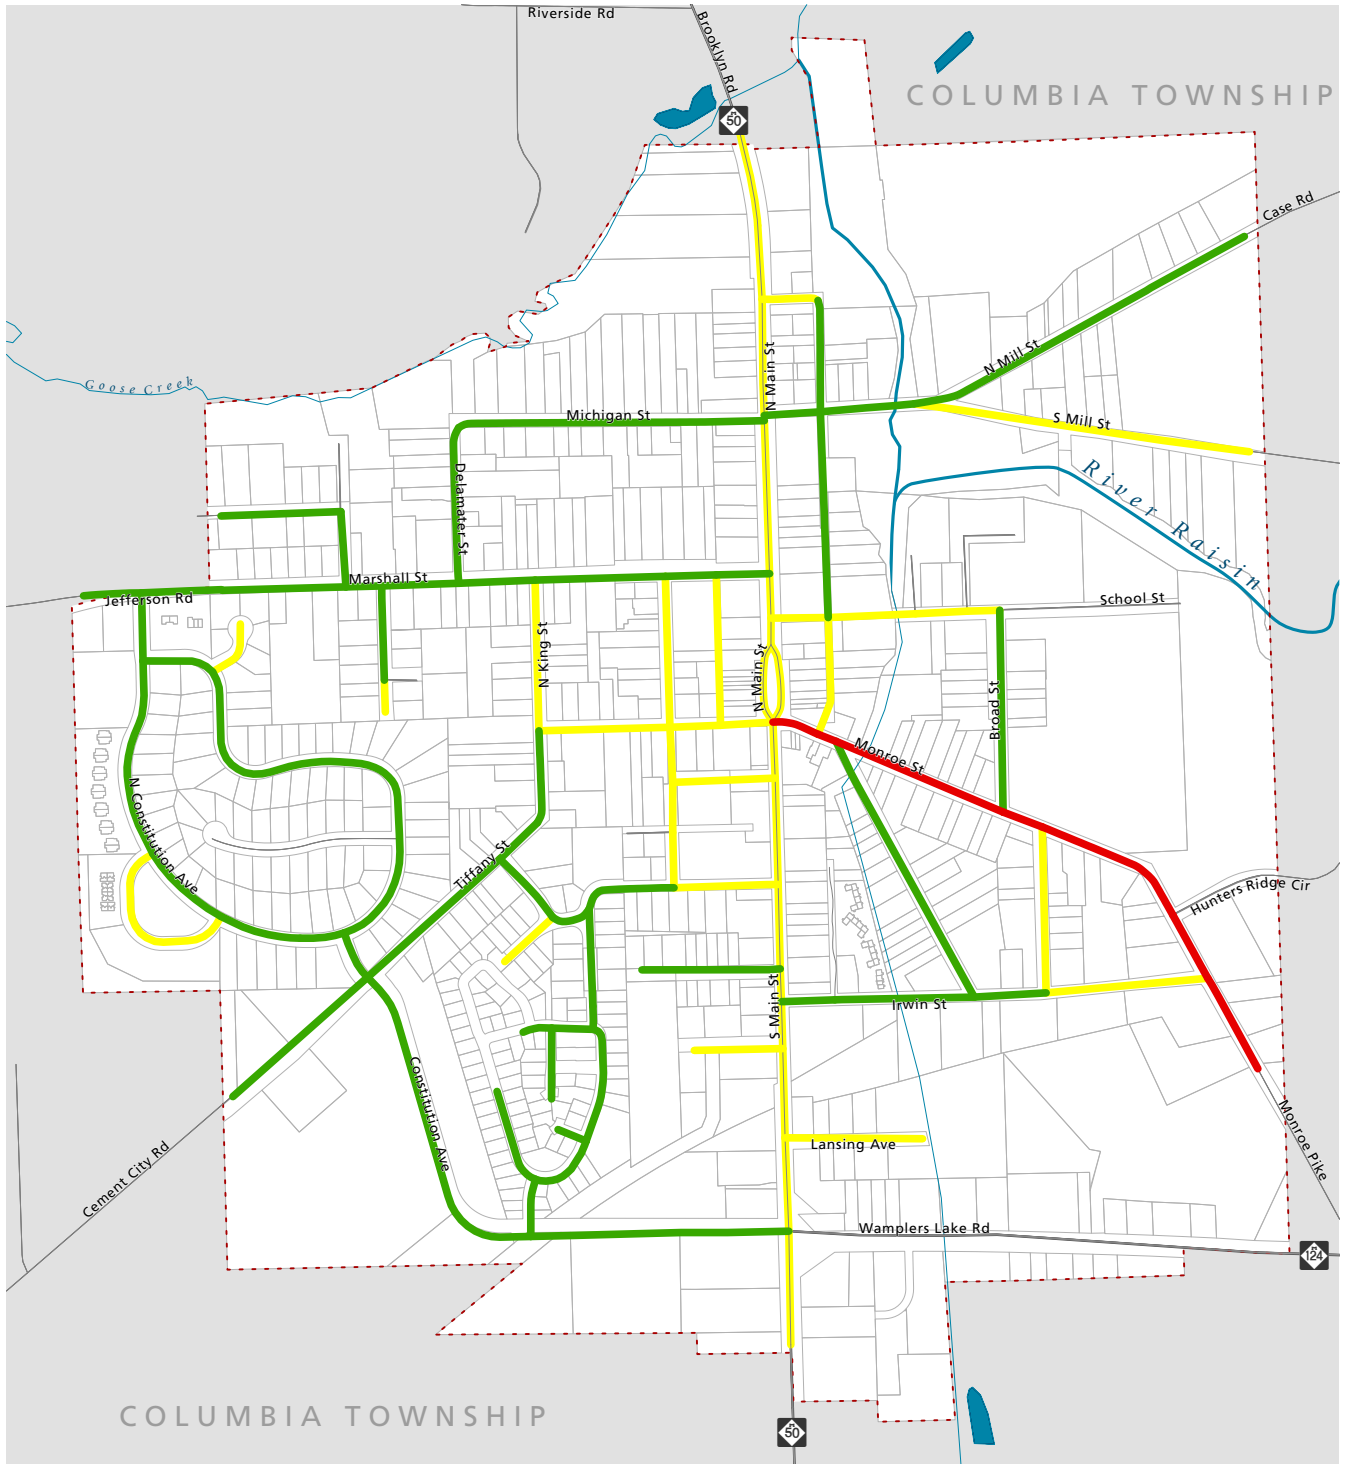 Riverside Rd
Brooklyn Rd
COLUMBIA TOWNSHIP
M
50
Case Rd
N Main St
N Mill St
Goose Creek
Michigan St
S Mill St
River Raisin
Delamater St
Marshall St
Jefferson Rd
School St
N King St
N Main St
Broad St
Monroe St
N Constitution Ave
Tiffany St
Hunters Ridge Cir
S Main St
Irwin St
Constitution Ave
Lansing Ave
Monroe Pike
Cement City Rd
Wamplers Lake Rd
M
124
COLUMBIA TOWNSHIP
M
50